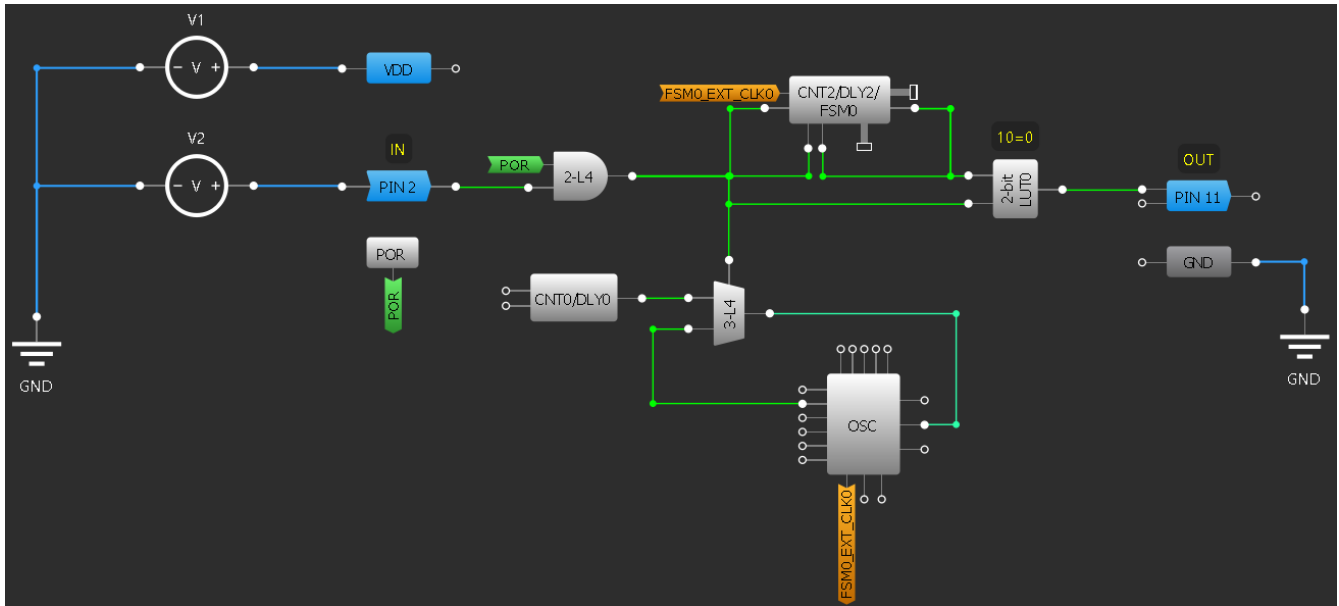 V1
− V +
VDD
V2
− V +
IN
PIN 2
POR
2-L4
FSM0_EXT_CLK0
CNT2/DLY2/
FSM0
10=0
2-bit
LUT0
OUT
PIN 11
POR
POR
CNT0/DLY0
3-L4
GND
GND
GND
OSC
FSM0_EXT_CLK0